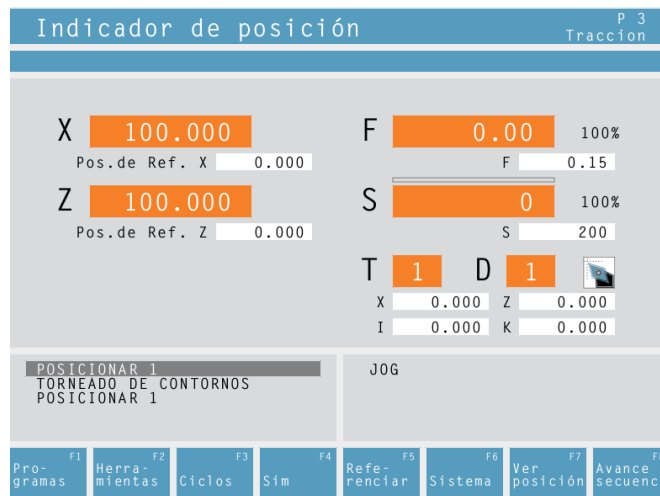 Indicador de posición
P 3
Traccion
X 100.000
Pos.de Ref. X 0.000
Z 100.000
Pos.de Ref. Z 0.000
F 0.00 100%
F 0.15
S 0 100%
S 200
T 1 D 1
X 0.000 Z 0.000
I 0.000 K 0.000
POSICIONAR 1
TORNEADO DE CONTORNOS
POSICIONAR 1
JOG
F1
Pro-
gramas
F2
Herra-
mientas
F3
Ciclos
F4
Sim
F5
Refe-
renciar
F6
Sistema
F7
Ver
posición
Avance
secuenc